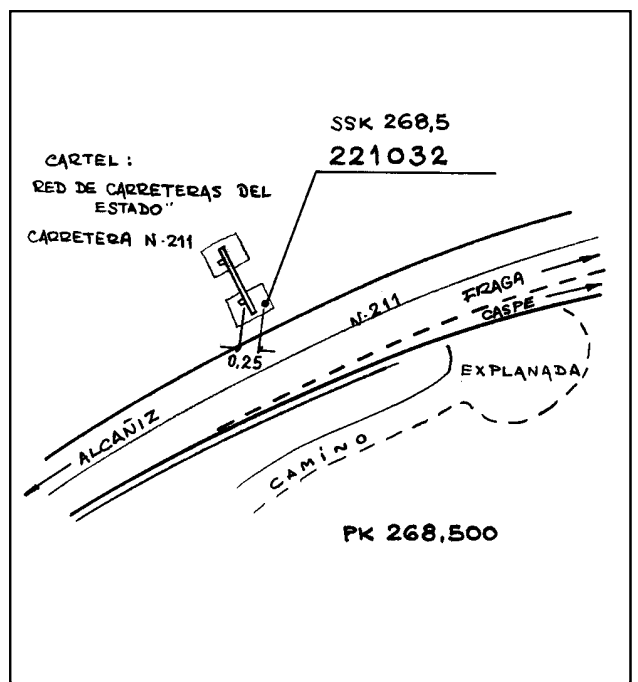 SSK 268,5
221032
CARTEL :
RED DE CARRETERAS DEL
ESTADO"
CARRETERA N-211
FRAGA
N-211
CASPE
0,25
EXPLANADA
ALCAÑIZ
CAMINO
PK 268,500